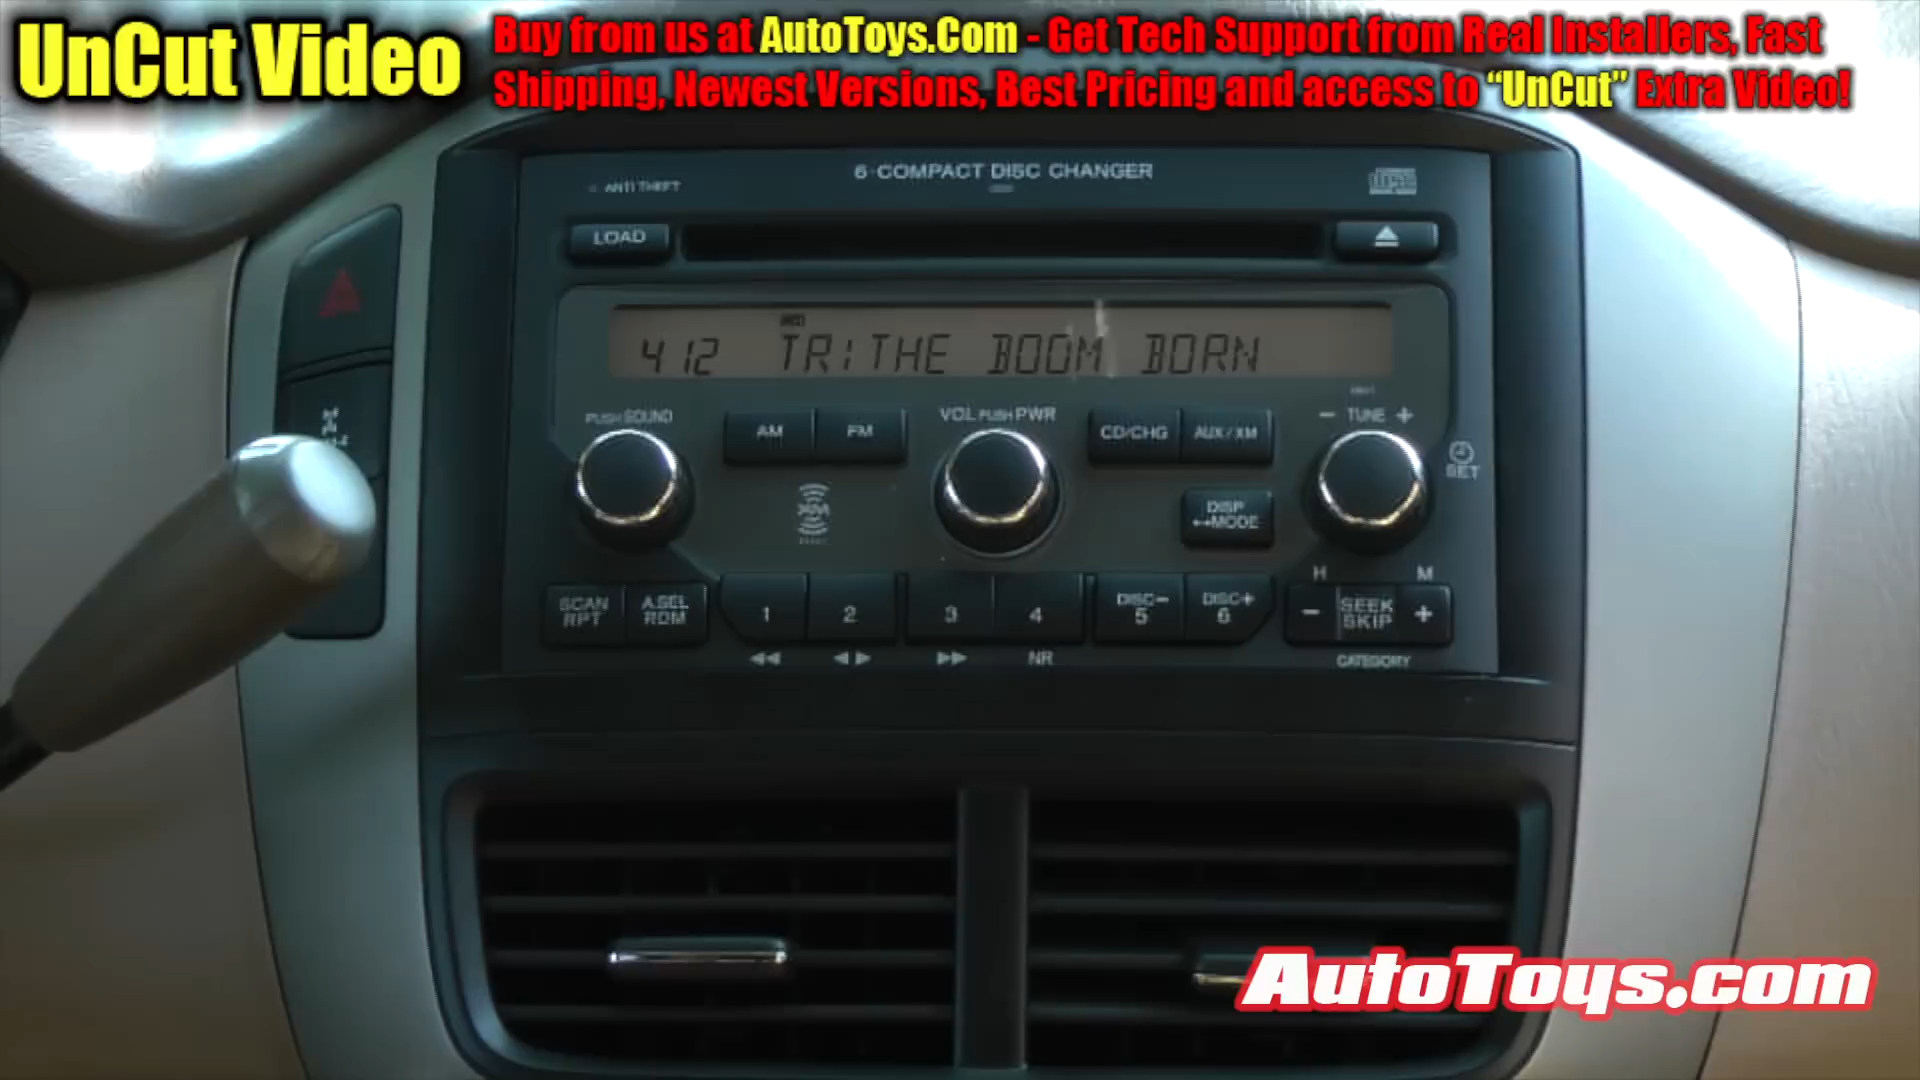 UnCut Video
Buy from us at AutoToys.Com - Get Tech Support from Real Installers, Fast
Shipping, Newest Versions, Best Pricing and access to “UnCut” Extra Video!
ANTI THEFT
6·COMPACT DISC CHANGER
LOAD
412 TR:THE BOOM BORN
PUSH SOUND
AM
FM
VOL PUSH PWR
CD/CHG
AUX/XM
- TUNE +
SET
XM
DISP
MODE
H
M
SCAN
RPT
A.SEL
RDM
1
2
3
4
DISC-
5
DISC+
6
-
SEEK
SKIP
+
NR
CATEGORY
AutoToys.com